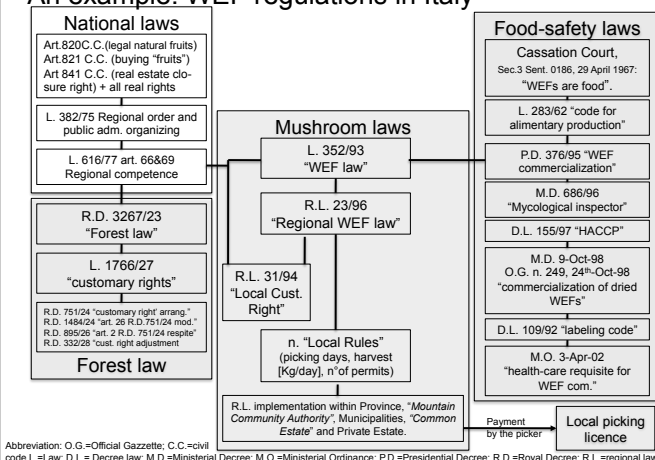 An example: WEF regulations in Italy
National laws
Art.820C.C.(legal natural fruits)
Art.821 C.C. (buying "fruits")
Art 841 C.C. (real estate clo-
sure right) + all real rights
L. 382/75 Regional order and
public adm. organizing
L. 616/77 art. 66&69
Regional competence
R.D. 3267/23
"Forest law"
L. 1766/27
"customary rights"
R.D. 751/24 "customary right' arrang."
R.D. 1484/24 "art. 26 R.D.751/24 mod."
R.D. 895/26 "art. 2 R.D. 751/24 respite"
R.D. 332/28 "cust. right adjustment
Forest law
Mushroom laws
L. 352/93
"WEF law"
R.L. 23/96
"Regional WEF law"
R.L. 31/94
"Local Cust.
Right"
n. "Local Rules"
(picking days, harvest
[Kg/day], n°of permits)
R.L. implementation within Province, "Mountain
Community Authority", Municipalities, "Common
Estate" and Private Estate.
Food-safety laws
Cassation Court,
Sec.3 Sent. 0186, 29 April 1967:
"WEFs are food".
L. 283/62 "code for
alimentary production"
P.D. 376/95 "WEF
commercialization"
M.D. 686/96
"Mycological inspector"
D.L. 155/97 "HACCP"
M.D. 9-Oct-98
O.G. n. 249, 24th-Oct-98
"commercialization of dried
WEFs"
D.L. 109/92 "labeling code"
M.O. 3-Apr-02
"health-care requisite for
WEF com."
Payment
by the picker
Local picking
licence
Abbreviation: O.G.=Official Gazzette; C.C.=civil
code L.=Law; D.L.= Decree law; M.D.=Ministerial Decree; M.O.=Ministerial Ordinance; P.D.=Presidential Decree; R.D.=Royal Decree; R.L.=regional law